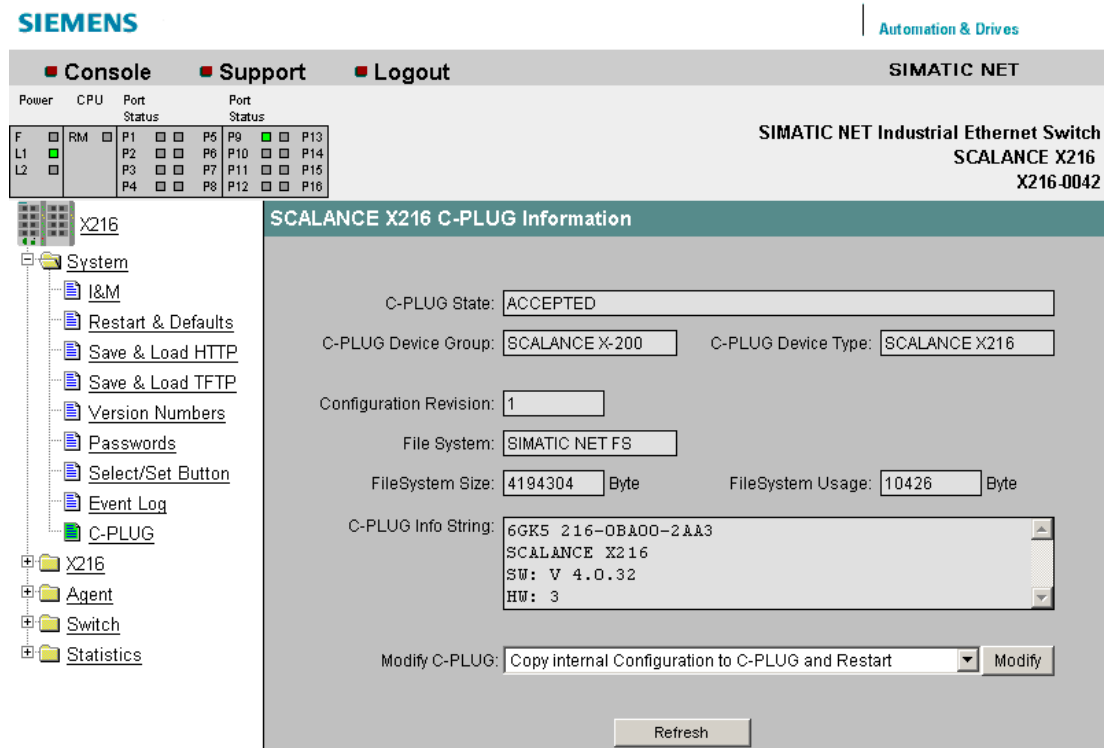 SIEMENS
Automation & Drives
Console Support Logout SIMATIC NET
Power CPU Port Status Port Status
F RM P1 P5 P9 P13
L1 P2 P6 P10 P14
L2 P3 P7 P11 P15
P4 P8 P12 P16
SIMATIC NET Industrial Ethernet Switch
SCALANCE X216
X216-0042
X216
System
I&M
Restart & Defaults
Save & Load HTTP
Save & Load TFTP
Version Numbers
Passwords
Select/Set Button
Event Log
C-PLUG
X216
Agent
Switch
Statistics
SCALANCE X216 C-PLUG Information
C-PLUG State: ACCEPTED
C-PLUG Device Group: SCALANCE X-200 C-PLUG Device Type: SCALANCE X216
Configuration Revision: 1
File System: SIMATIC NET FS
FileSystem Size: 4194304 Byte FileSystem Usage: 10426 Byte
C-PLUG Info String: 6GK5 216-0BA00-2AA3
SCALANCE X216
SW: V 4.0.32
HW: 3
Modify C-PLUG: Copy internal Configuration to C-PLUG and Restart Modify
Refresh